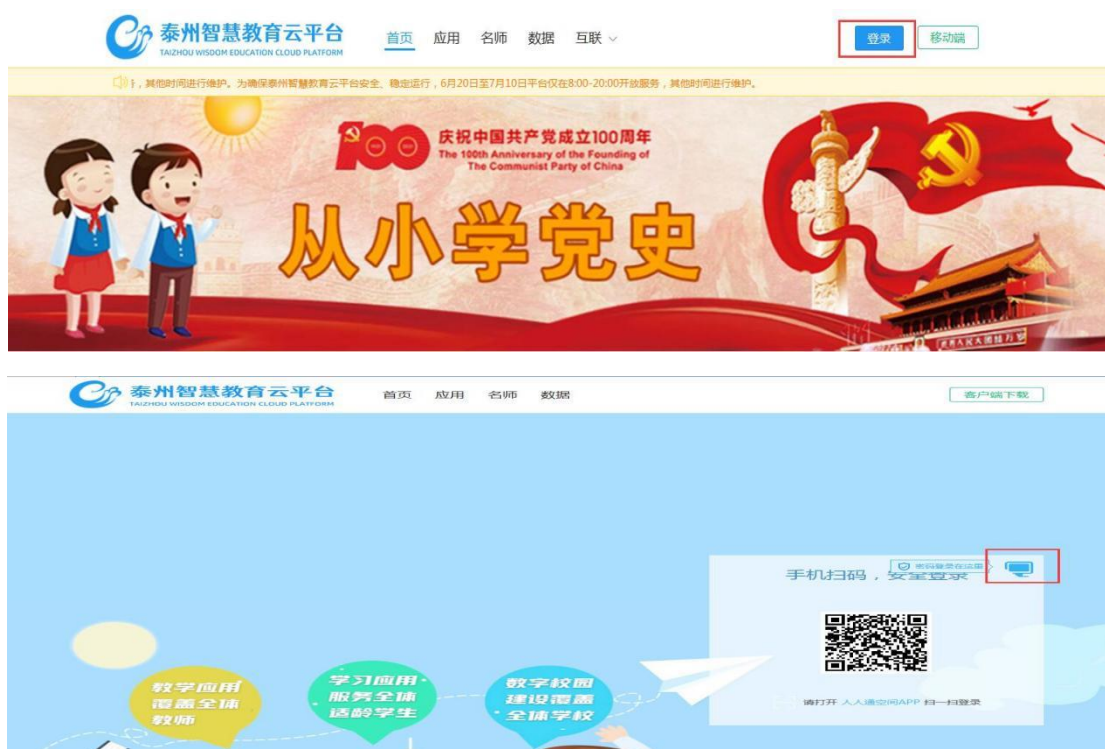 泰州智慧教育云平台
TAIZHOU WISDOM EDUCATION CLOUD PLATFORM
首页 应用 名师 数据 互联
登录 移动端
,其他时间进行维护。为确保泰州智慧教育云平台安全、稳定运行,6月20日至7月10日平台仅在8:00-20:00开放服务,其他时间进行维护。
100
庆祝中国共产党成立100周年
The 100th Anniversary of the Founding of
The Communist Party of China
从小学党史
泰州智慧教育云平台
TAIZHOU WISDOM EDUCATION CLOUD PLATFORM
首页 应用 名师 数据
客户端下载
密码登录在这里
手机扫码,安全登录
教学应用
覆盖全体
教师
学习应用
服务全体
适龄学生
数字校园
建设覆盖
全体学校
请打开 人人通空间APP 扫一扫登录